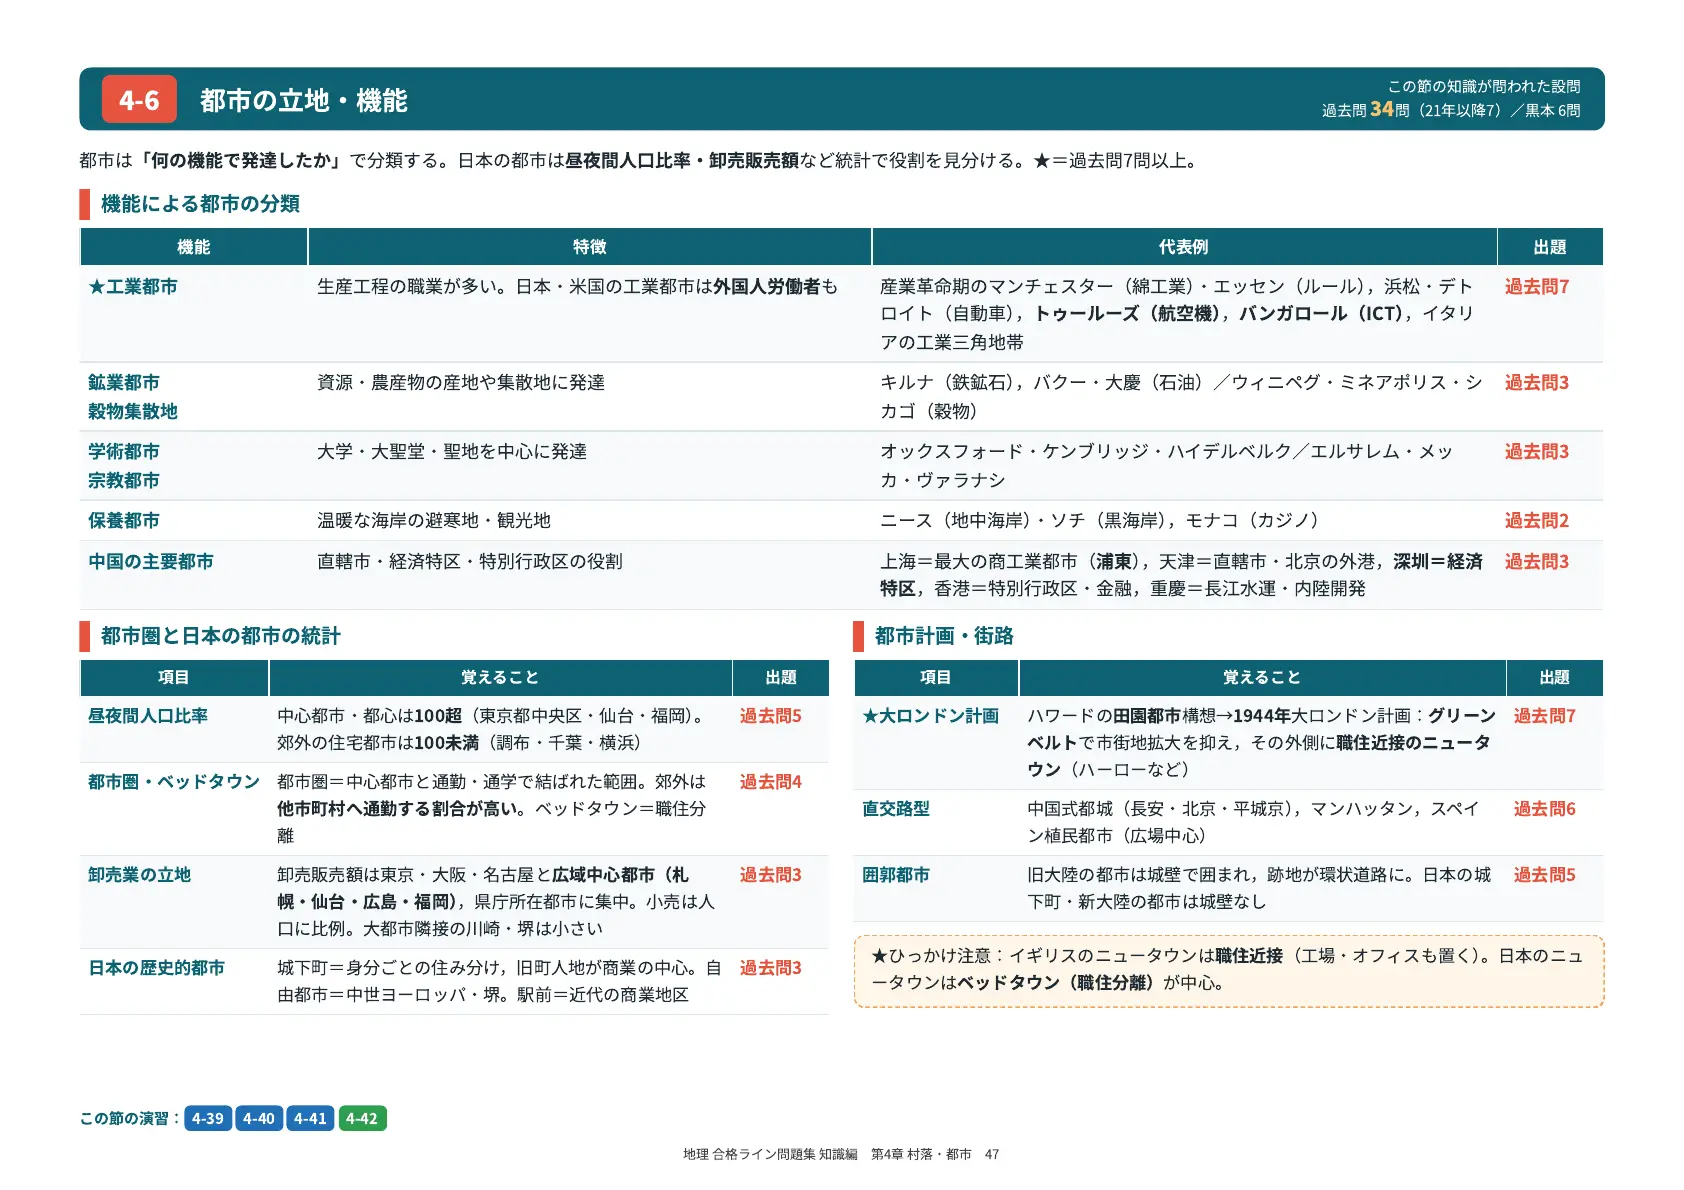 4-6 都市の立地・機能
この節の知識が問われた設問
過去問 34問（21年以降7）／黒本 6問
都市は「何の機能で発達したか」で分類する。日本の都市は昼夜間人口比率・卸売販売額など統計で役割を見分ける。★＝過去問7問以上。
機能による都市の分類
機能 特徴 代表例 出題
★工業都市 生産工程の職業が多い。日本・米国の工業都市は外国人労働者も 産業革命期のマンチェスター（綿工業）・エッセン（ルール），浜松・デト 過去問7
ロイト（自動車），トゥールーズ（航空機），バンガロール（ICT），イタリ
アの工業三角地帯
鉱業都市 資源・農産物の産地や集散地に発達 キルナ（鉄鉱石），バクー・大慶（石油）／ウィニペグ・ミネアポリス・シ 過去問3
穀物集散地 カゴ（穀物）
学術都市 大学・大聖堂・聖地を中心に発達 オックスフォード・ケンブリッジ・ハイデルベルク／エルサレム・メッ 過去問3
宗教都市 カ・ヴァラナシ
保養都市 温暖な海岸の避寒地・観光地 ニース（地中海岸）・ソチ（黒海岸），モナコ（カジノ） 過去問2
中国の主要都市 直轄市・経済特区・特別行政区の役割 上海＝最大の商工業都市（浦東），天津＝直轄市・北京の外港，深圳＝経済 過去問3
特区，香港＝特別行政区・金融，重慶＝長江水運・内陸開発
都市圏と日本の都市の統計
項目 覚えること 出題
昼夜間人口比率 中心都市・都心は100超（東京都中央区・仙台・福岡）。 過去問5
郊外の住宅都市は100未満（調布・千葉・横浜）
都市圏・ベッドタウン 都市圏＝中心都市と通勤・通学で結ばれた範囲。郊外は 過去問4
他市町村へ通勤する割合が高い。ベッドタウン＝職住分
離
卸売業の立地 卸売販売額は東京・大阪・名古屋と広域中心都市（札 過去問3
幌・仙台・広島・福岡），県庁所在都市に集中。小売は人
口に比例。大都市隣接の川崎・堺は小さい
日本の歴史的都市 城下町＝身分ごとの住み分け，旧町人地が商業の中心。自 過去問3
由都市＝中世ヨーロッパ・堺。駅前＝近代の商業地区
都市計画・街路
項目 覚えること 出題
★大ロンドン計画 ハワードの田園都市構想→1944年大ロンドン計画：グリーン 過去問7
ベルトで市街地拡大を抑え，その外側に職住近接のニュータ
ウン（ハーローなど）
直交路型 中国式都城（長安・北京・平城京），マンハッタン，スペイ 過去問6
ン植民都市（広場中心）
囲郭都市 旧大陸の都市は城壁で囲まれ，跡地が環状道路に。日本の城 過去問5
下町・新大陸の都市は城壁なし
★ひっかけ注意：イギリスのニュータウンは職住近接（工場・オフィスも置く）。日本のニュ
ータウンはベッドタウン（職住分離）が中心。
この節の演習： 4-39 4-40 4-41 4-42
地理 合格ライン問題集 知識編 第4章 村落・都市 47